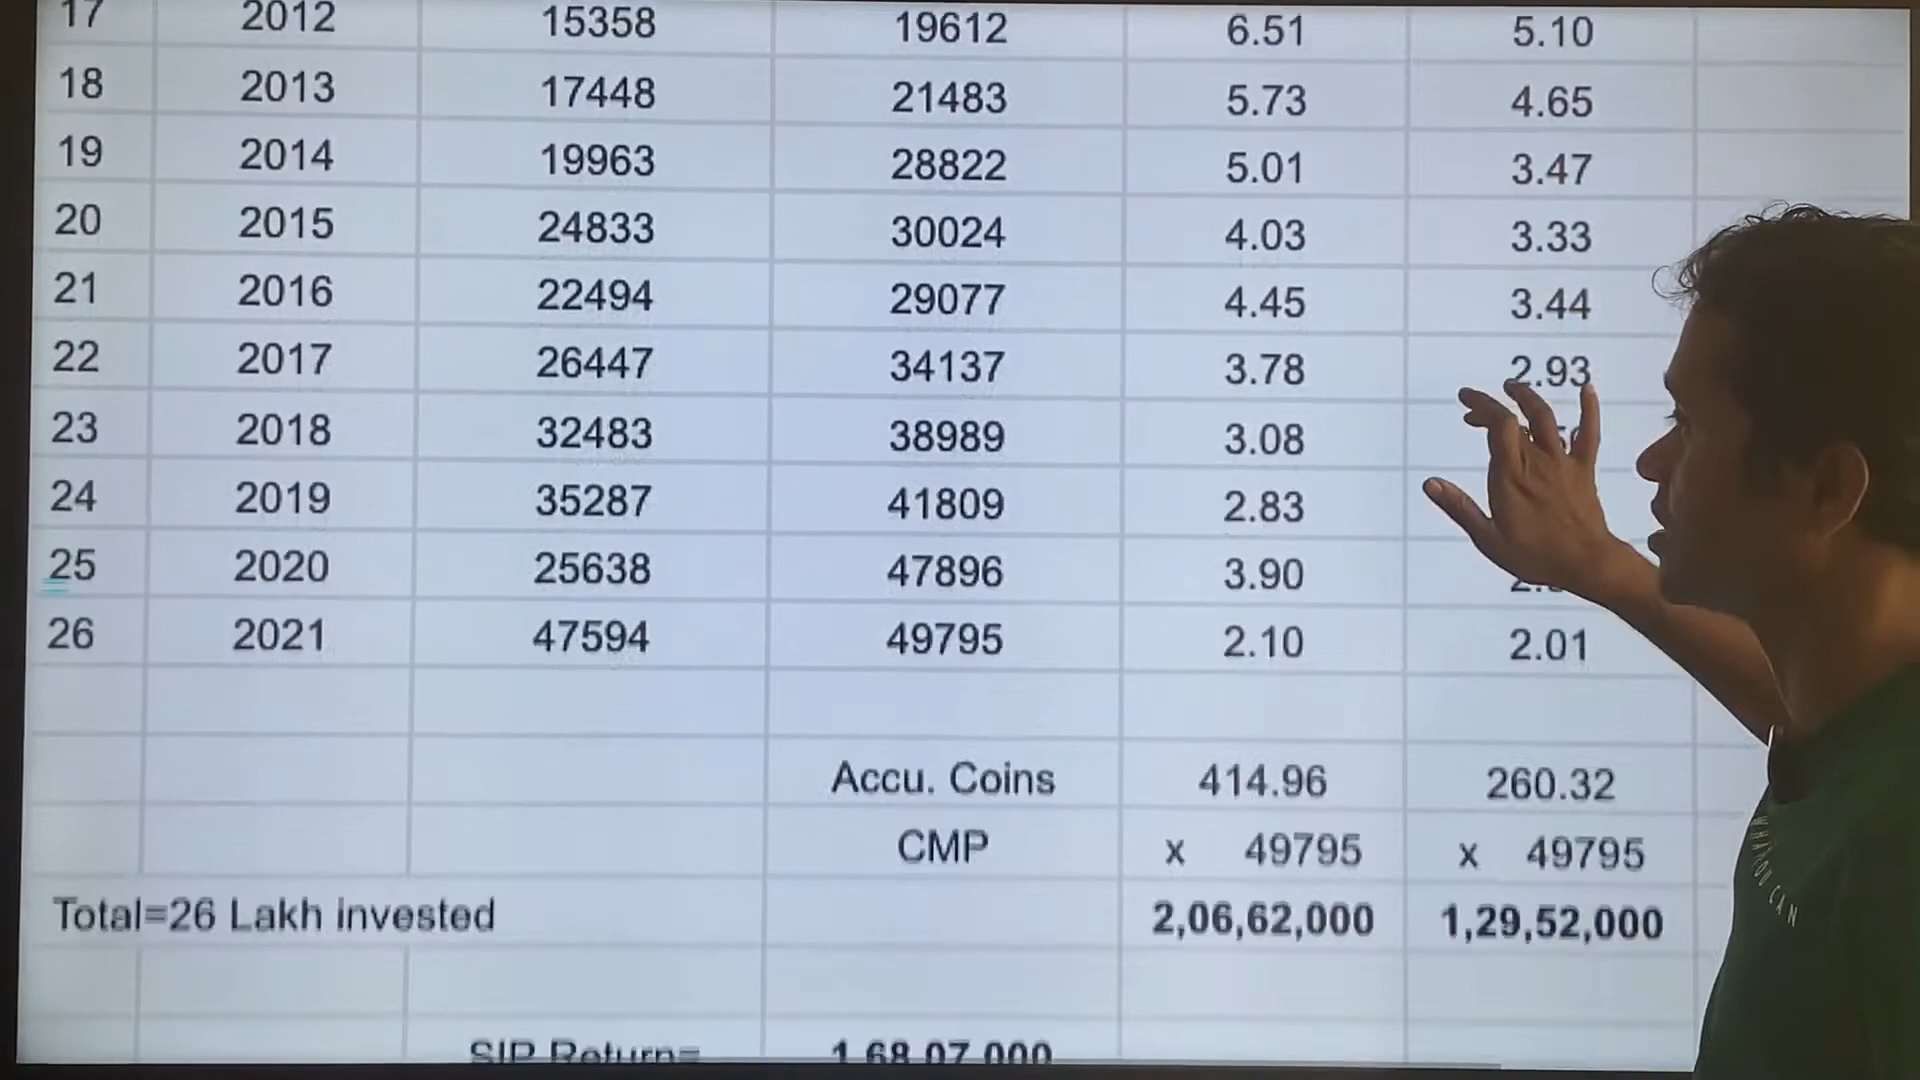 17 2012 15358 19612 6.51 5.10
18 2013 17448 21483 5.73 4.65
19 2014 19963 28822 5.01 3.47
20 2015 24833 30024 4.03 3.33
21 2016 22494 29077 4.45 3.44
22 2017 26447 34137 3.78 2.93
23 2018 32483 38989 3.08
24 2019 35287 41809 2.83
25 2020 25638 47896 3.90
26 2021 47594 49795 2.10 2.01
Accu. Coins 414.96 260.32
CMP x 49795 x 49795
Total=26 Lakh invested 2,06,62,000 1,29,52,000
SIP Return= 1,68,07,000
YOU CAN